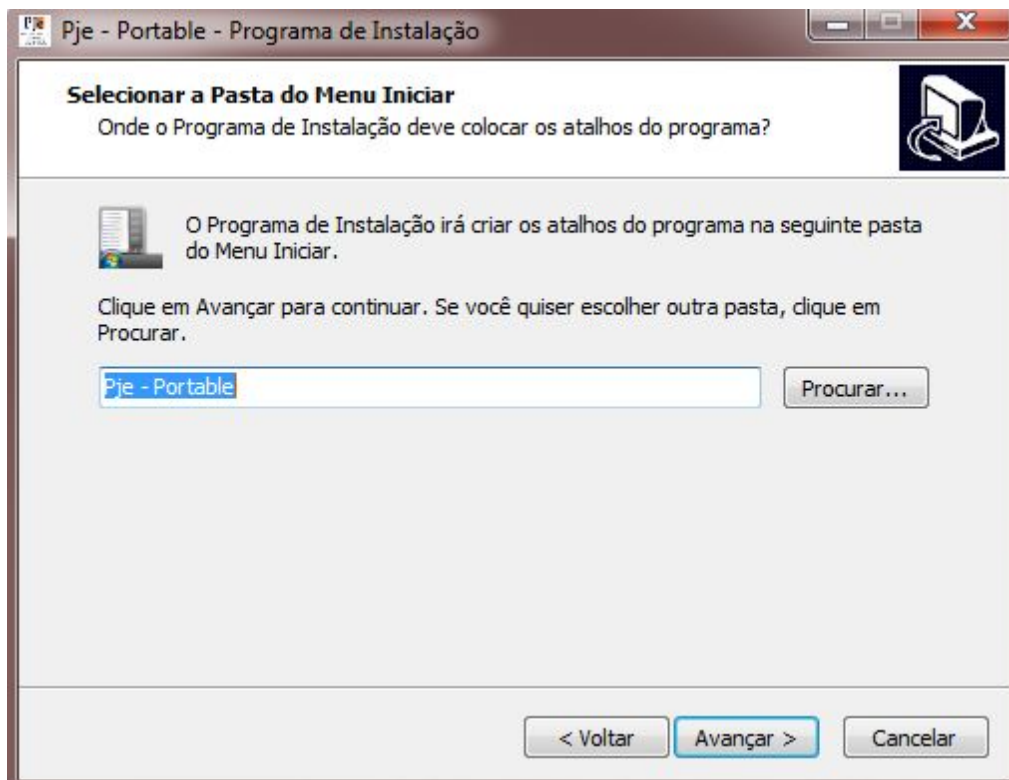 Pje - Portable - Programa de Instalação
Selecionar a Pasta do Menu Iniciar
Onde o Programa de Instalação deve colocar os atalhos do programa?
O Programa de Instalação irá criar os atalhos do programa na seguinte pasta
do Menu Iniciar.
Clique em Avançar para continuar. Se você quiser escolher outra pasta, clique em
Procurar.
Pje - Portable
Procurar...
< Voltar
Avançar >
Cancelar